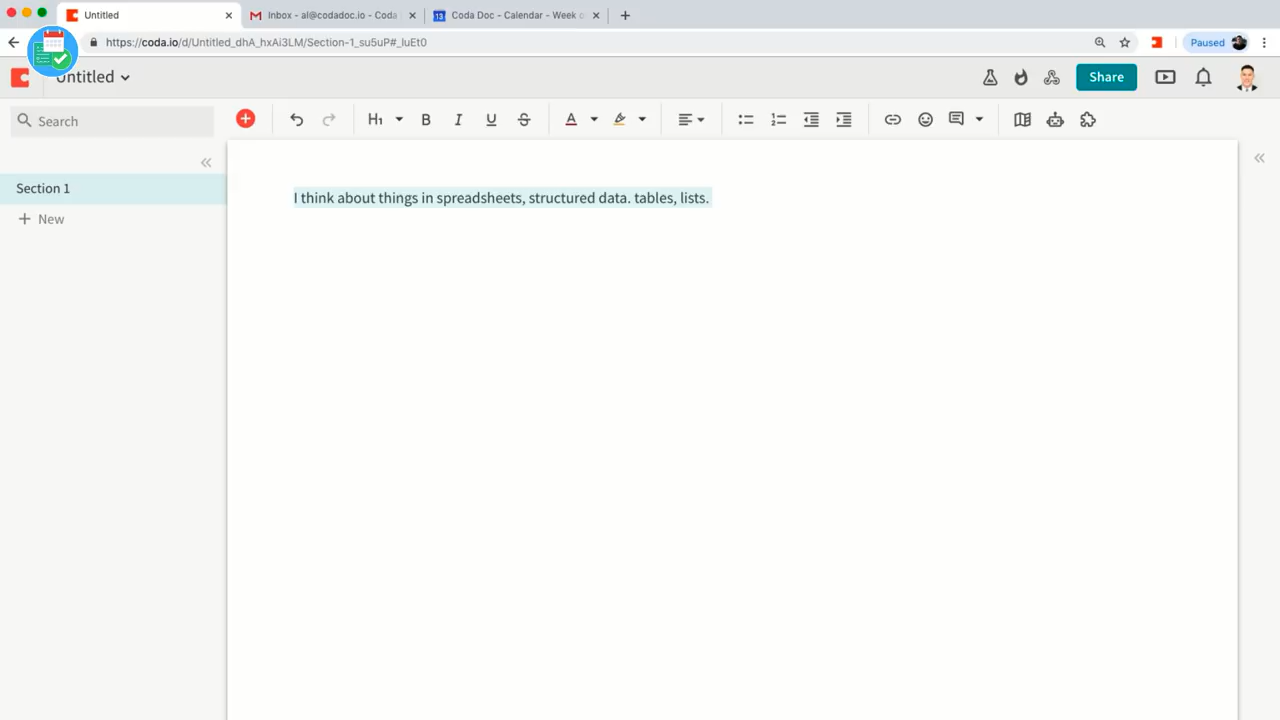 Untitled
Inbox - al@codadoc.io - Coda
Coda Doc - Calendar - Week o
https://coda.io/d/Untitled_dhA_hxAi3LM/Section-1_su5uP#_luEt0
Paused
Untitled
Share
Search
H1
B
I
U
S
A
Section 1
New
I think about things in spreadsheets, structured data. tables, lists.